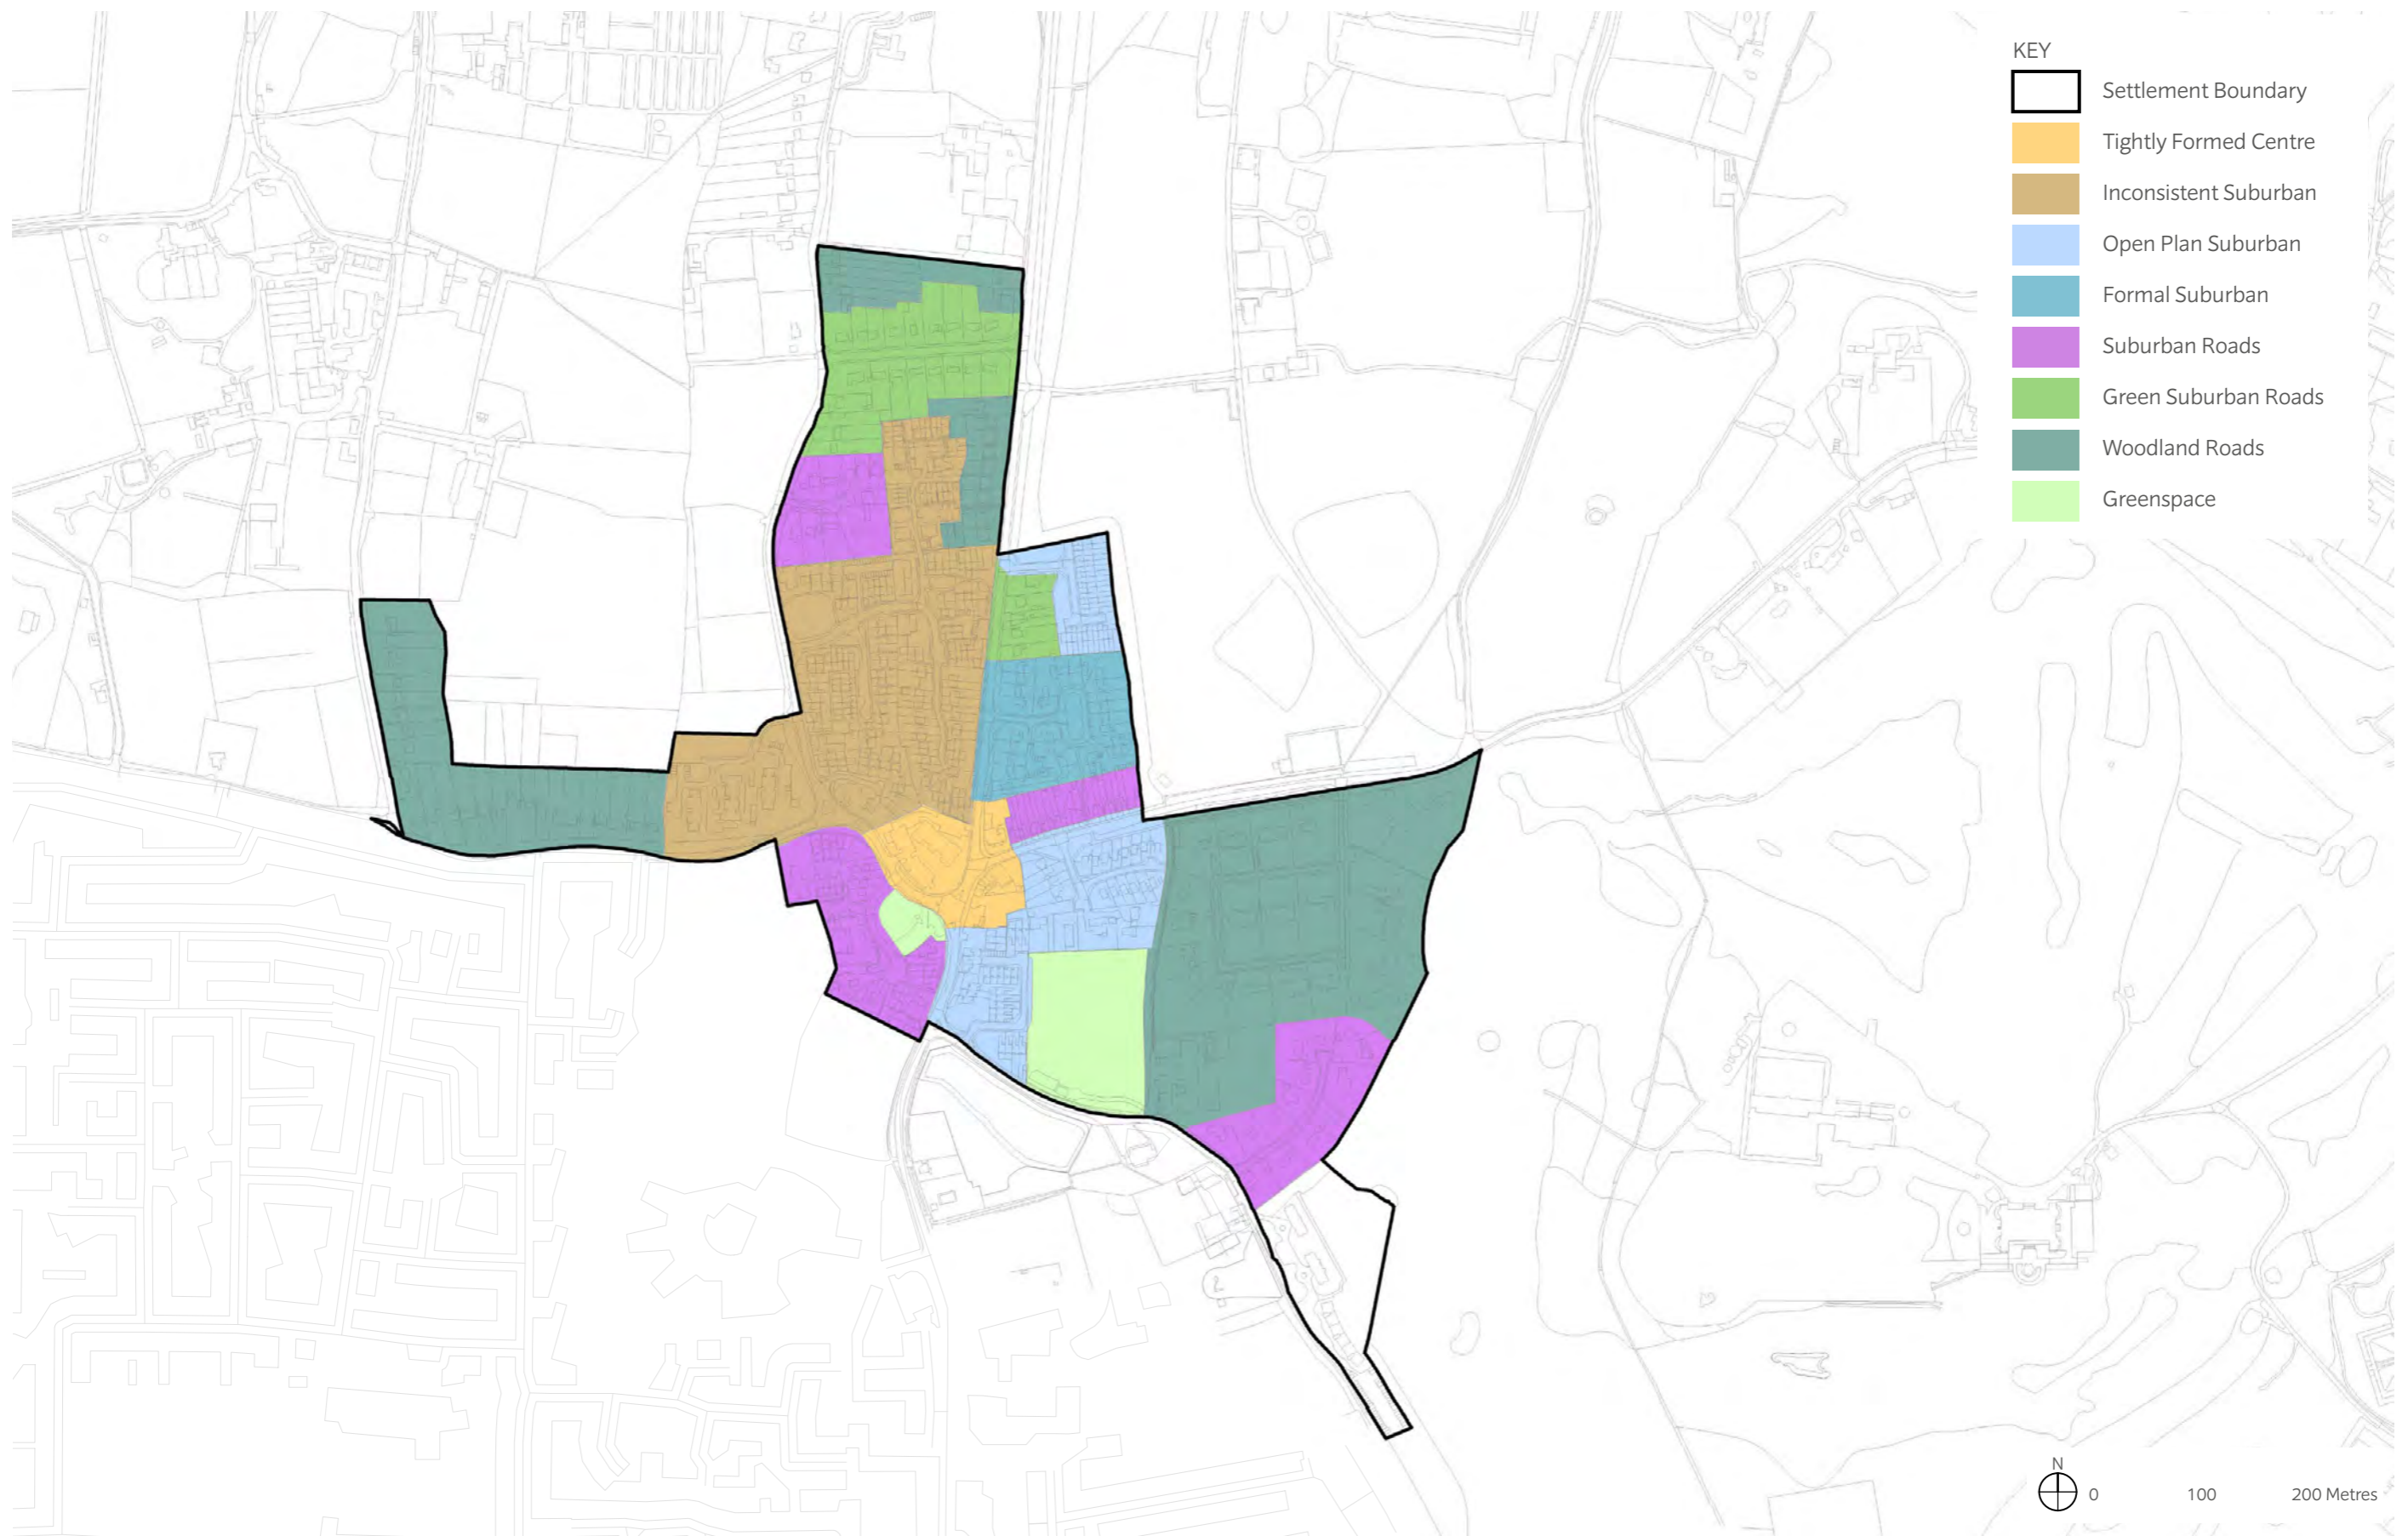 KEY
Settlement Boundary
Tightly Formed Centre
Inconsistent Suburban
Open Plan Suburban
Formal Suburban
Suburban Roads
Green Suburban Roads
Woodland Roads
Greenspace
N
0 100 200 Metres